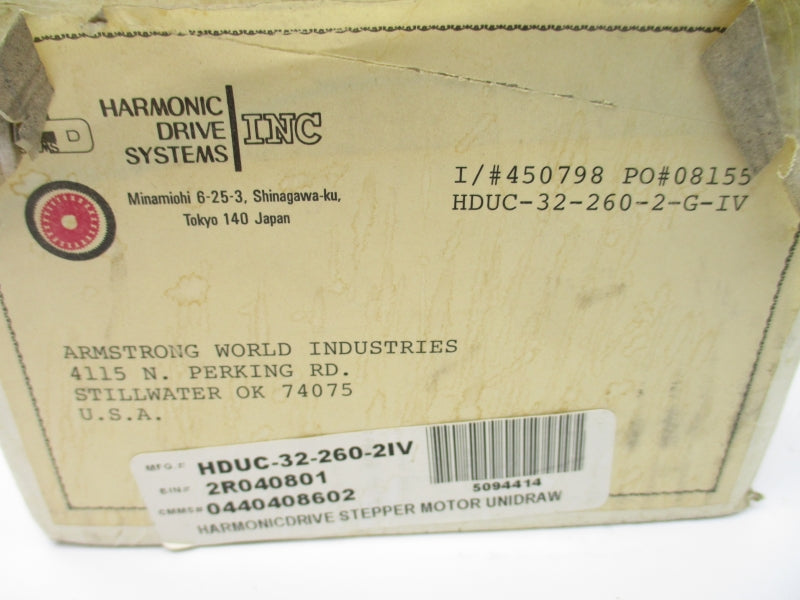 HARMONIC
DRIVE
SYSTEMS INC
D
Minamiohi 6-25-3, Shinagawa-ku,
Tokyo 140 Japan
I/#450798 PO#08155
HDUC-32-260-2-G-IV
ARMSTRONG WORLD INDUSTRIES
4115 N. PERKING RD.
STILLWATER OK 74075
U.S.A.
MFG.# HDUC-32-260-2IV
BIN# 2R040801
CMMS# 0440408602
HARMONICDRIVE STEPPER MOTOR UNIDRAW
5094414